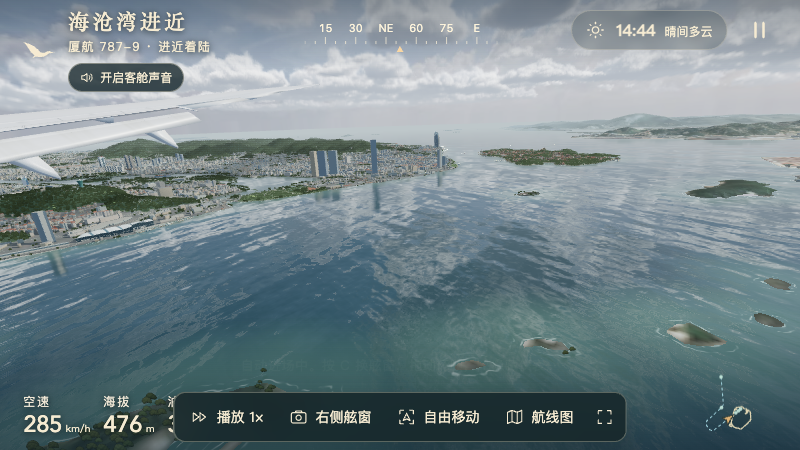 海沧湾进近
厦航 787-9 · 进近着陆
开启客舱声音
15 30 NE 60 75 E
14:44 晴间多云
空速
285 km/h
海拔
476 m
播放 1×
右侧舷窗
自由移动
航线图